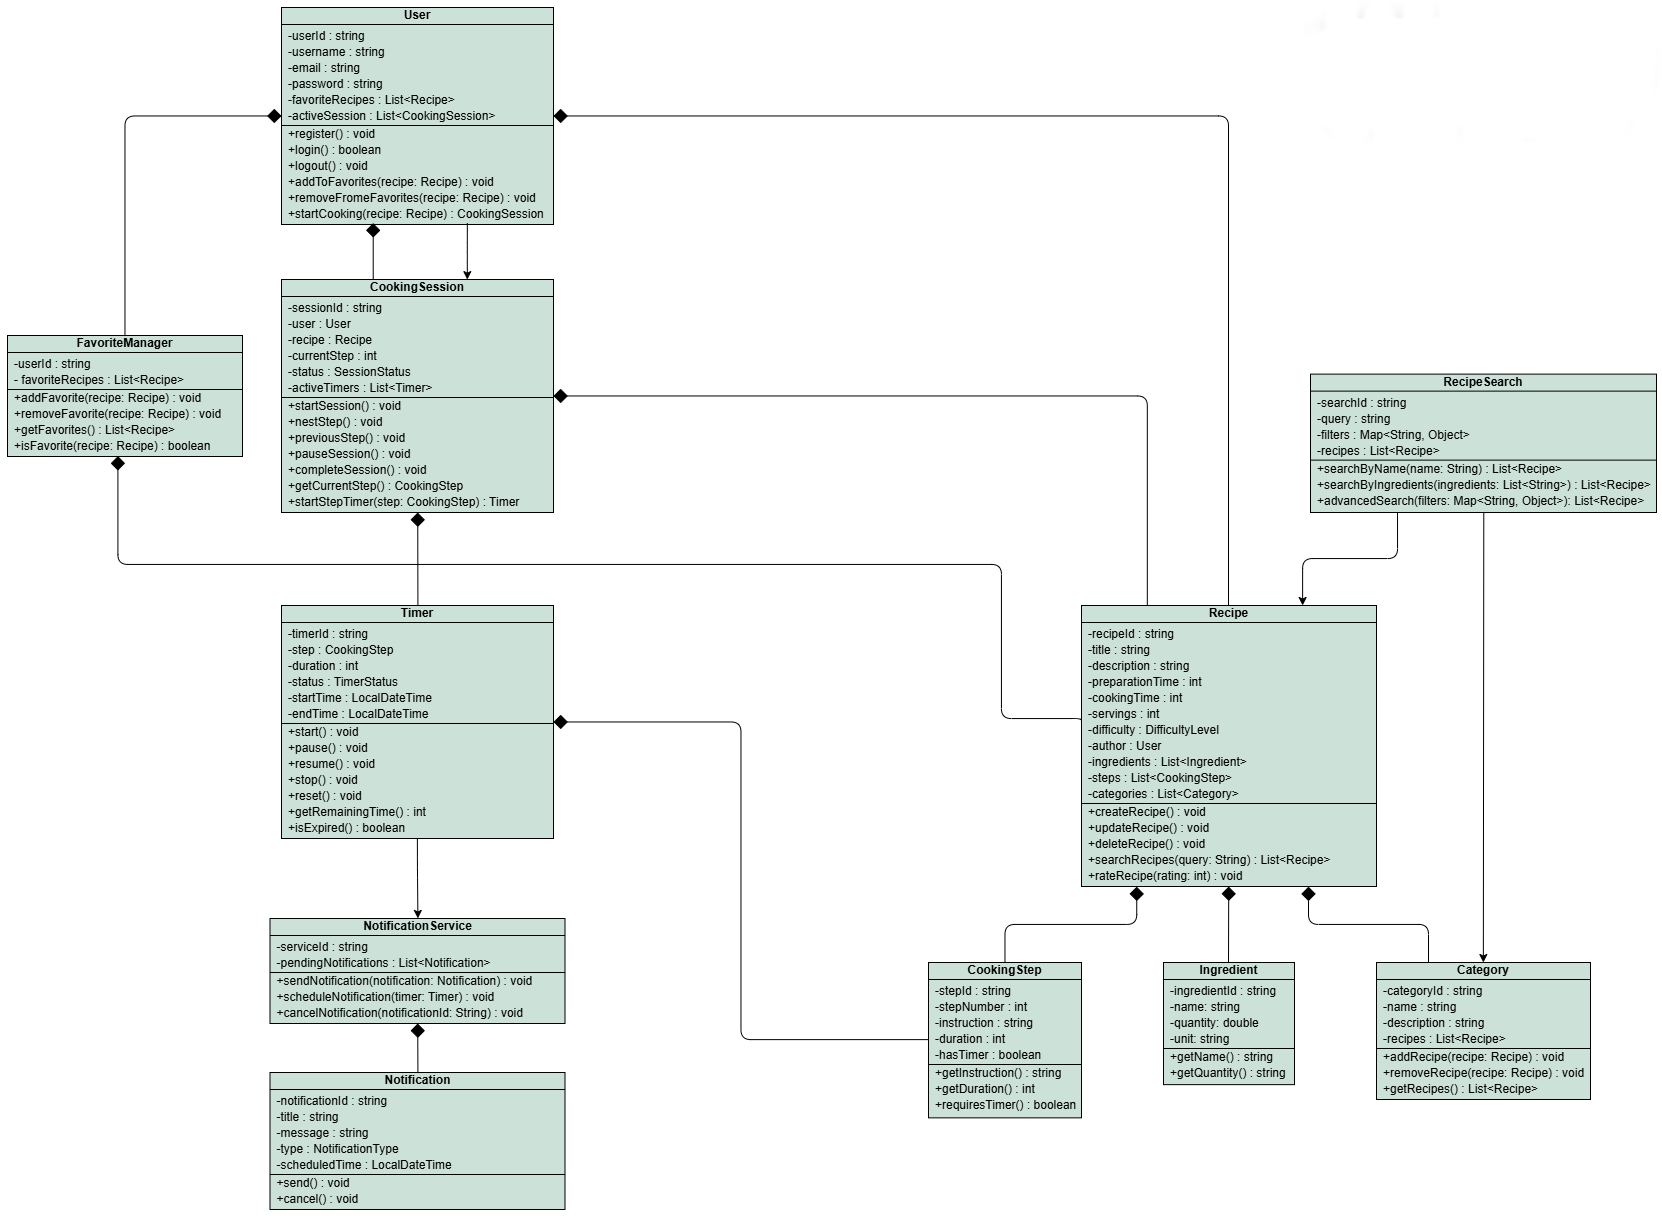 User
-userId : string
-username : string
-email : string
-password : string
-favoriteRecipes : List<Recipe>
-activeSession : List<CookingSession>
+register() : void
+login() : boolean
+logout() : void
+addToFavorites(recipe: Recipe) : void
+removeFromeFavorites(recipe: Recipe) : void
+startCooking(recipe: Recipe) : CookingSession
CookingSession
-sessionId : string
-user : User
-recipe : Recipe
-currentStep : int
-status : SessionStatus
-activeTimers : List<Timer>
+startSession() : void
+nestStep() : void
+previousStep() : void
+pauseSession() : void
+completeSession() : void
+getCurrentStep() : CookingStep
+startStepTimer(step: CookingStep) : Timer
FavoriteManager
-userId : string
- favoriteRecipes : List<Recipe>
+addFavorite(recipe: Recipe) : void
+removeFavorite(recipe: Recipe) : void
+getFavorites() : List<Recipe>
+isFavorite(recipe: Recipe) : boolean
RecipeSearch
-searchId : string
-query : string
-filters : Map<String, Object>
-recipes : List<Recipe>
+searchByName(name: String) : List<Recipe>
+searchByIngredients(ingredients: List<String>) : List<Recipe>
+advancedSearch(filters: Map<String, Object>): List<Recipe>
Timer
-timerId : string
-step : CookingStep
-duration : int
-status : TimerStatus
-startTime : LocalDateTime
-endTime : LocalDateTime
+start() : void
+pause() : void
+resume() : void
+stop() : void
+reset() : void
+getRemainingTime() : int
+isExpired() : boolean
Recipe
-recipeId : string
-title : string
-description : string
-preparationTime : int
-cookingTime : int
-servings : int
-difficulty : DifficultyLevel
-author : User
-ingredients : List<Ingredient>
-steps : List<CookingStep>
-categories : List<Category>
+createRecipe() : void
+updateRecipe() : void
+deleteRecipe() : void
+searchRecipes(query: String) : List<Recipe>
+rateRecipe(rating: int) : void
NotificationService
-serviceId : string
-pendingNotifications : List<Notification>
+sendNotification(notification: Notification) : void
+scheduleNotification(timer: Timer) : void
+cancelNotification(notificationId: String) : void
Notification
-notificationId : string
-title : string
-message : string
-type : NotificationType
-scheduledTime : LocalDateTime
+send() : void
+cancel() : void
CookingStep
-stepId : string
-stepNumber : int
-instruction : string
-duration : int
-hasTimer : boolean
+getInstruction() : string
+getDuration() : int
+requiresTimer() : boolean
Ingredient
-ingredientId : string
-name: string
-quantity: double
-unit: string
+getName() : string
+getQuantity() : string
Category
-categoryId : string
-name : string
-description : string
-recipes : List<Recipe>
+addRecipe(recipe: Recipe) : void
+removeRecipe(recipe: Recipe) : void
+getRecipes() : List<Recipe>